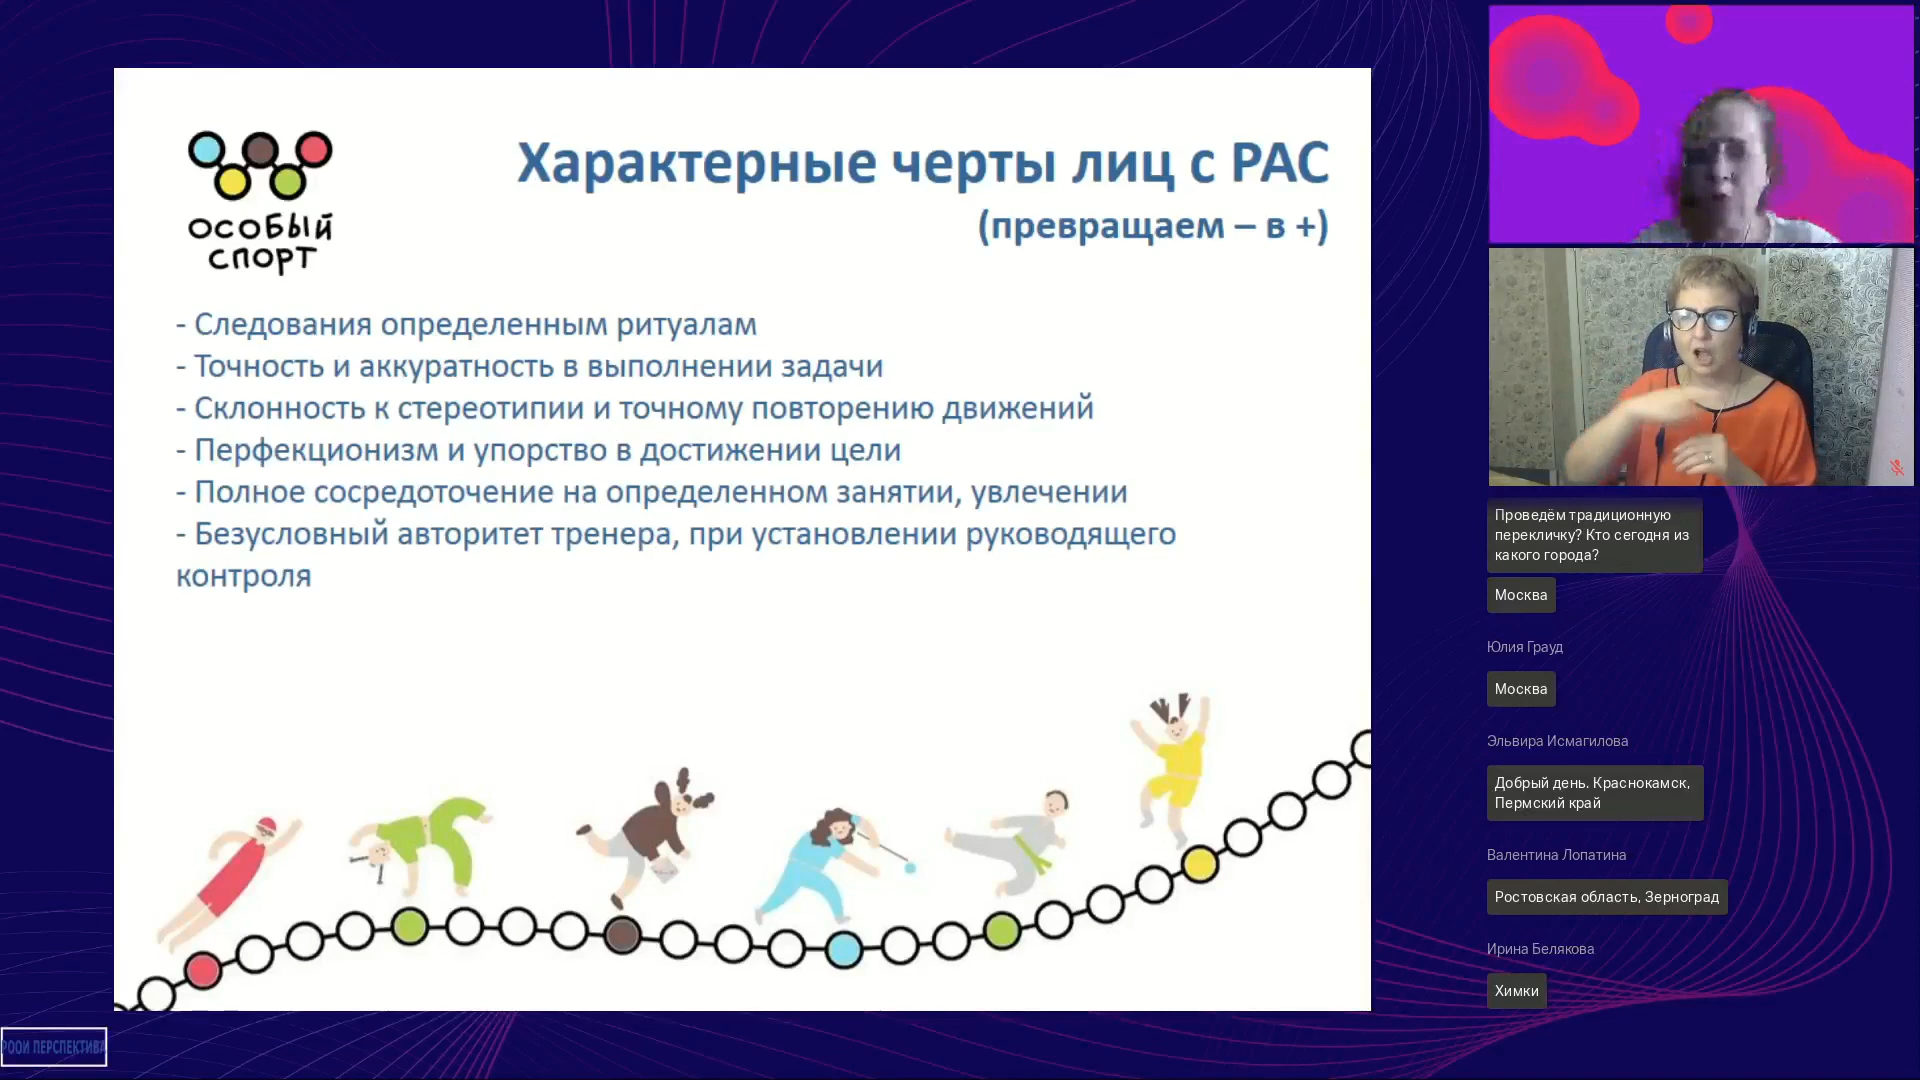 ОСОБЫЙ
СПОРТ
Характерные черты лиц с РАС
(превращаем – в +)
- Следования определенным ритуалам
- Точность и аккуратность в выполнении задачи
- Склонность к стереотипии и точному повторению движений
- Перфекционизм и упорство в достижении цели
- Полное сосредоточение на определенном занятии, увлечении
- Безусловный авторитет тренера, при установлении руководящего
контроля
Проведём традиционную
перекличку? Кто сегодня из
какого города?
Москва
Юлия Грауд
Москва
Эльвира Исмагилова
Добрый день. Краснокамск,
Пермский край
Валентина Лопатина
Ростовская область, Зерноград
Ирина Белякова
Химки
РООИ ПЕРСПЕКТИВА